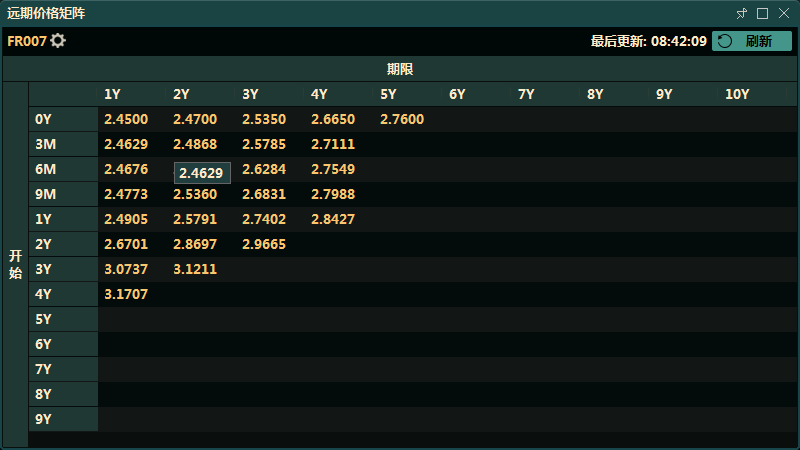 远期价格矩阵
FR007 最后更新: 08:42:09 刷新
期限
1Y 2Y 3Y 4Y 5Y 6Y 7Y 8Y 9Y 10Y
开始
0Y 2.4500 2.4700 2.5350 2.6650 2.7600
3M 2.4629 2.4868 2.5785 2.7111
6M 2.4676 2.4629 2.6284 2.7549
9M 2.4773 2.5360 2.6831 2.7988
1Y 2.4905 2.5791 2.7402 2.8427
2Y 2.6701 2.8697 2.9665
3Y 3.0737 3.1211
4Y 3.1707
5Y
6Y
7Y
8Y
9Y